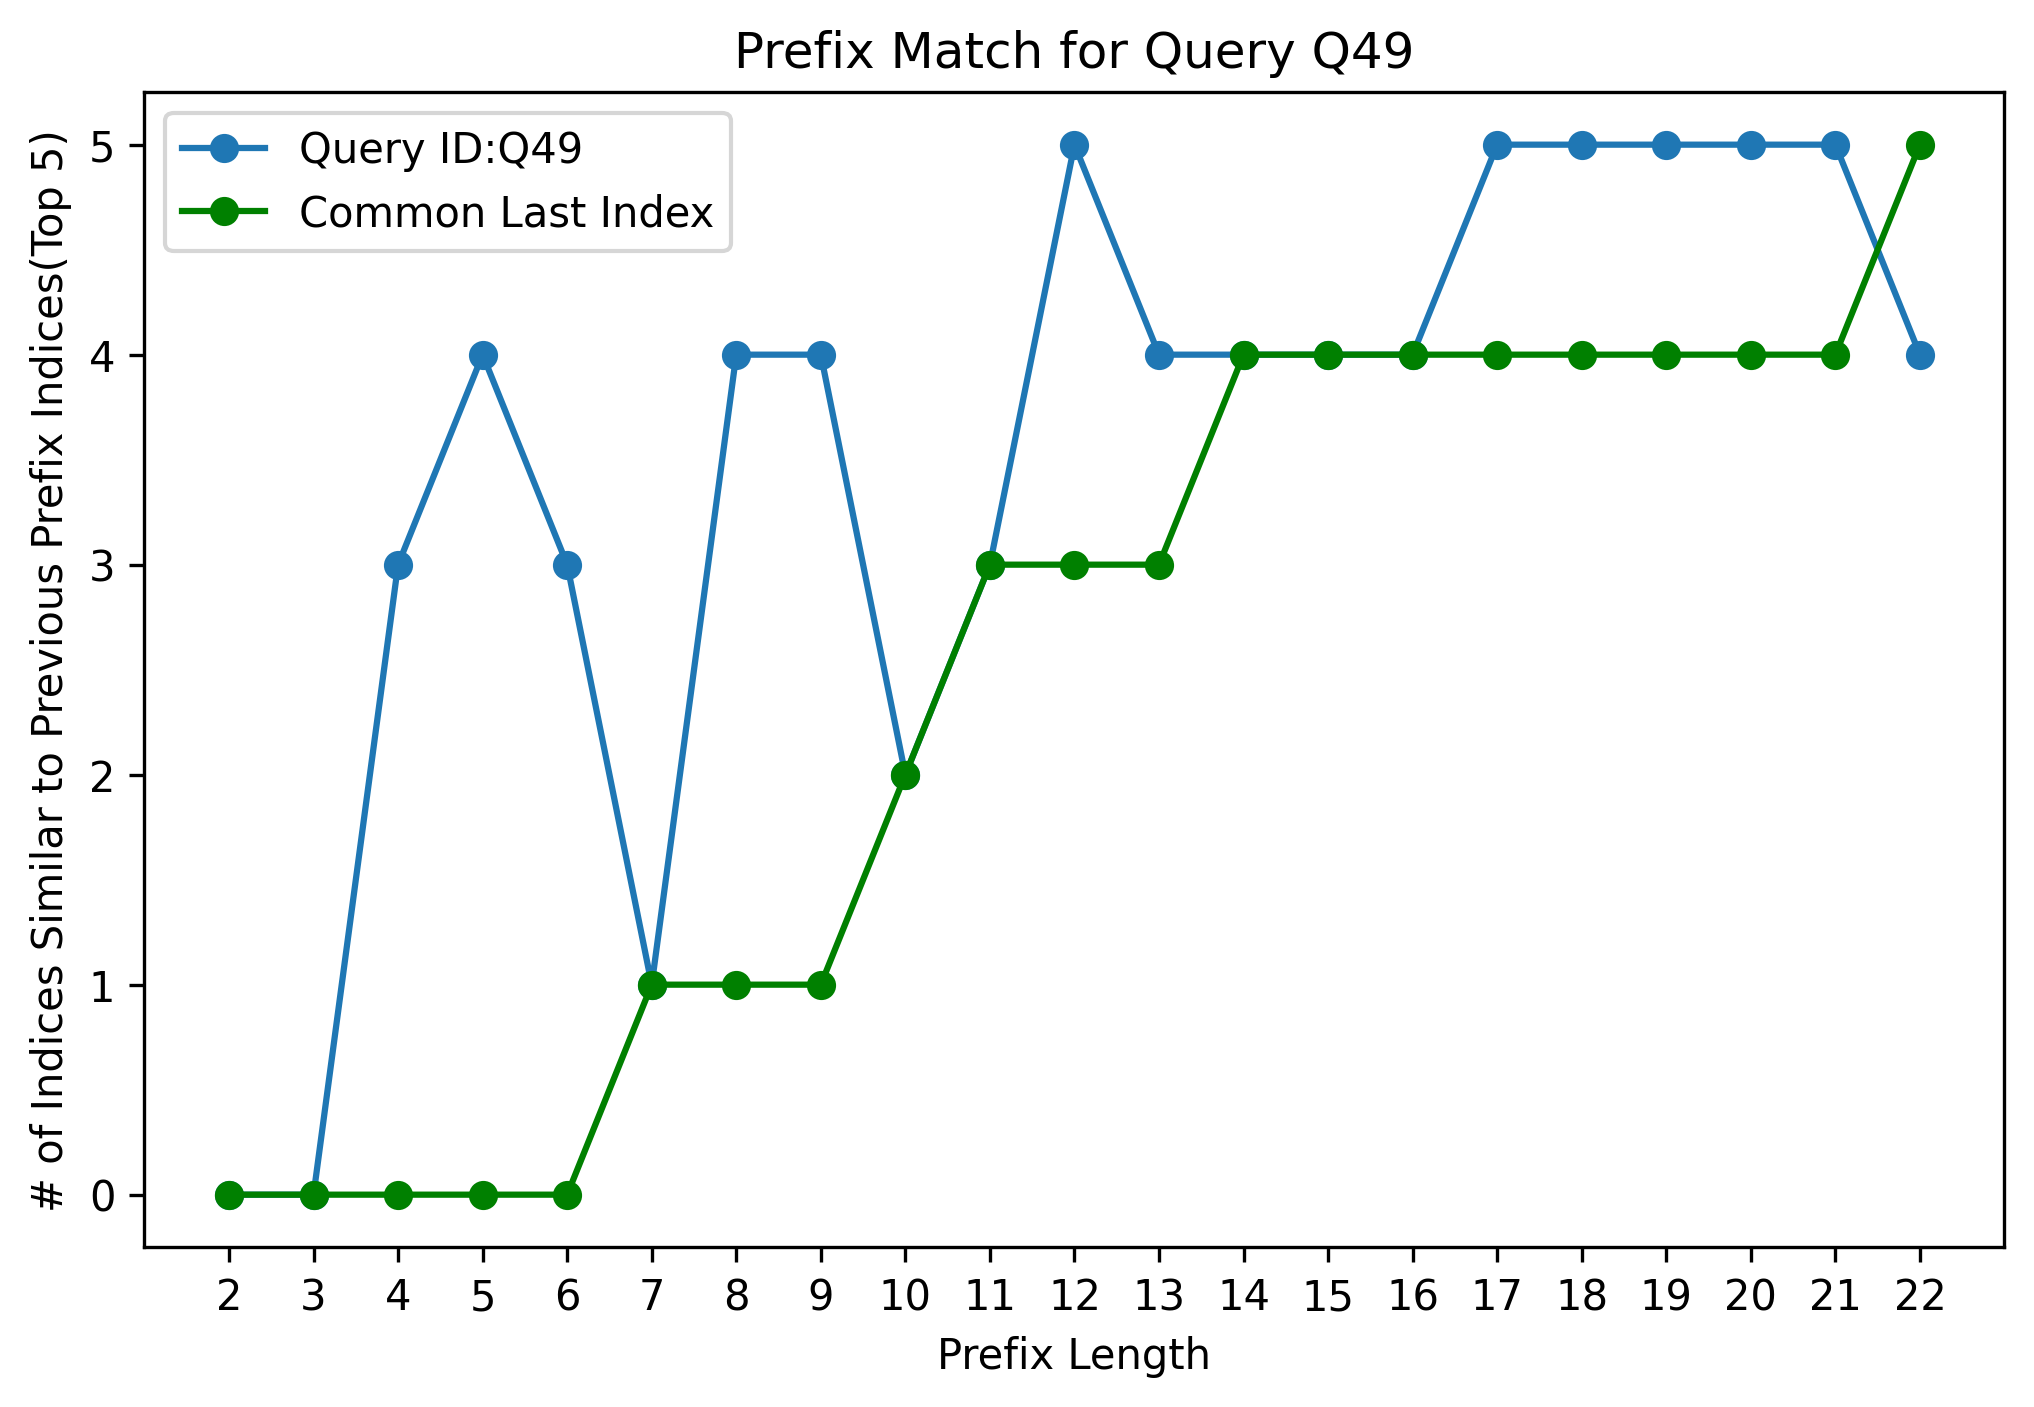 Prefix Match for Query Q49
Query ID:Q49
Common Last Index
# of Indices Similar to Previous Prefix Indices(Top 5)
5
4
3
2
1
0
2 3 4 5 6 7 8 9 10 11 12 13 14 15 16 17 18 19 20 21 22
Prefix Length